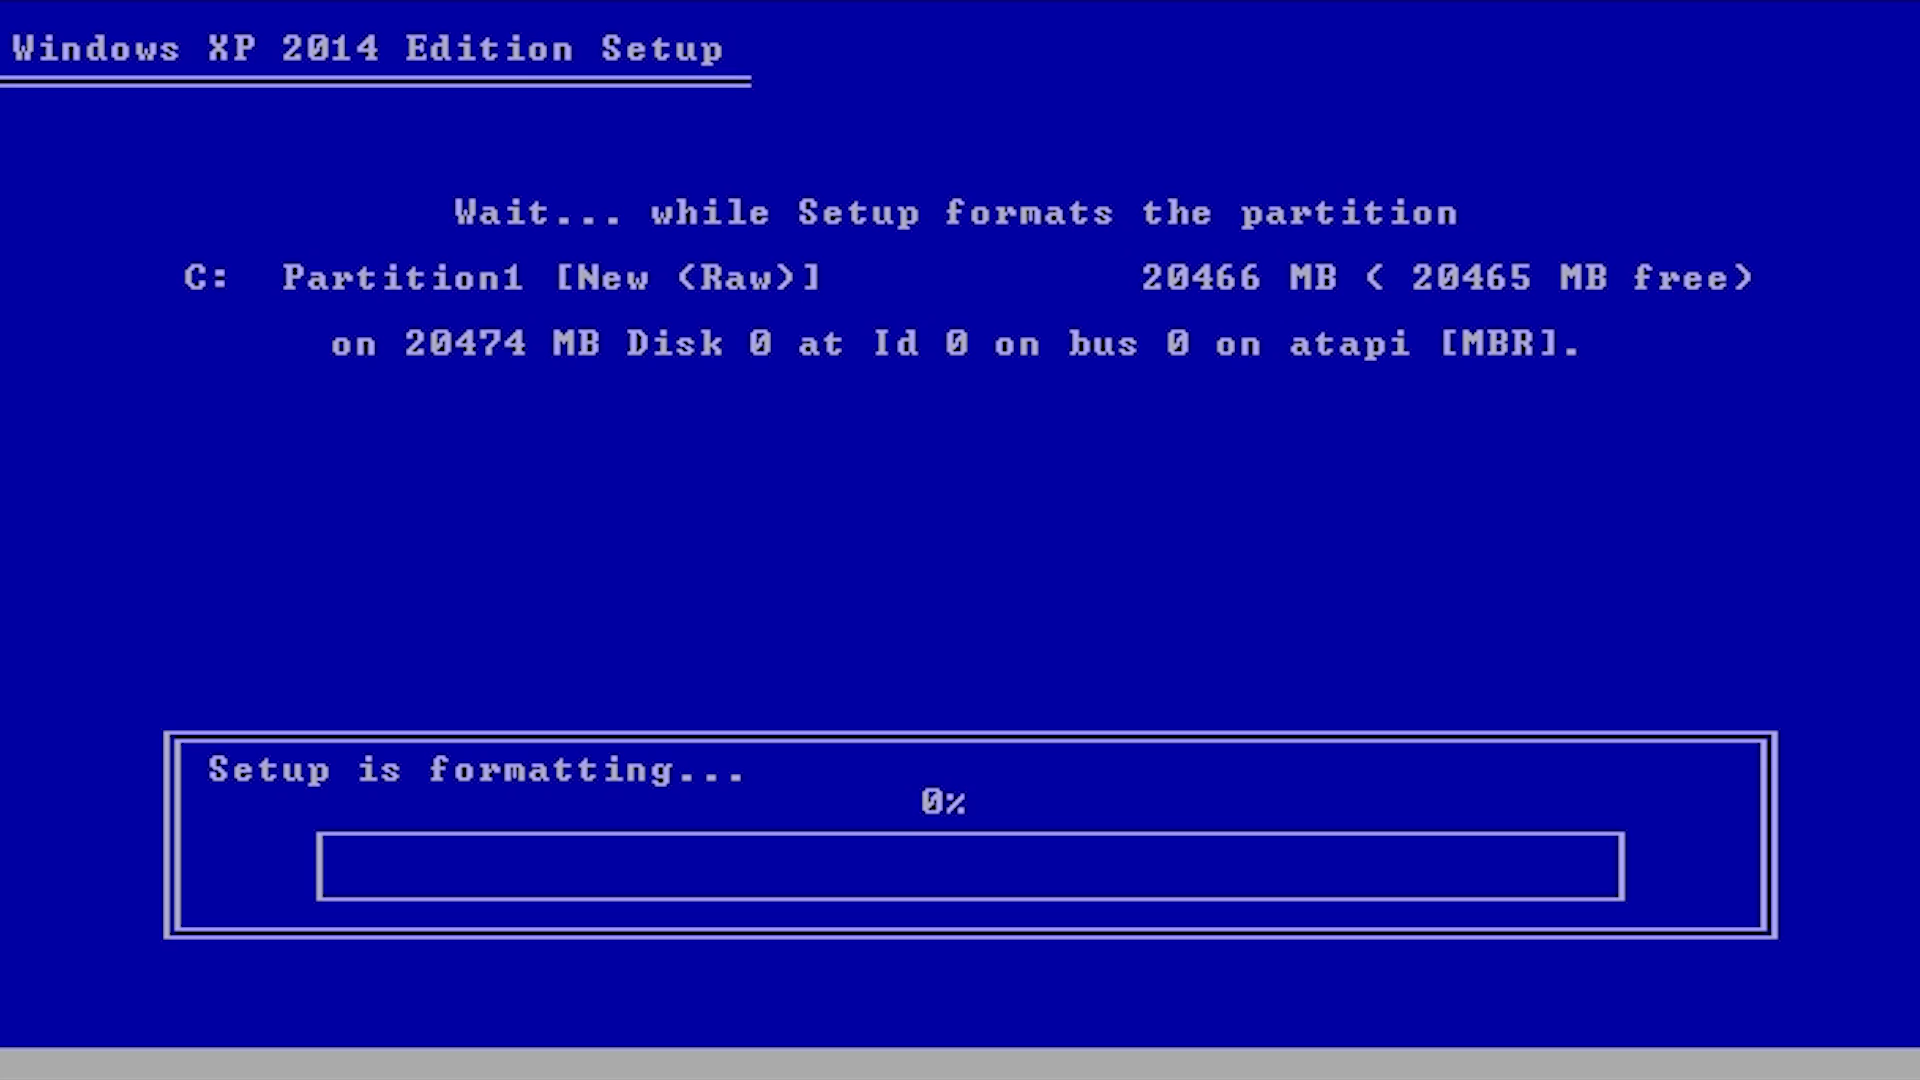 Windows XP 2014 Edition Setup
Wait... while Setup formats the partition
C: Partition1 [New (Raw)] 20466 MB ( 20465 MB free)
on 20474 MB Disk 0 at Id 0 on bus 0 on atapi [MBR].
Setup is formatting...
0%